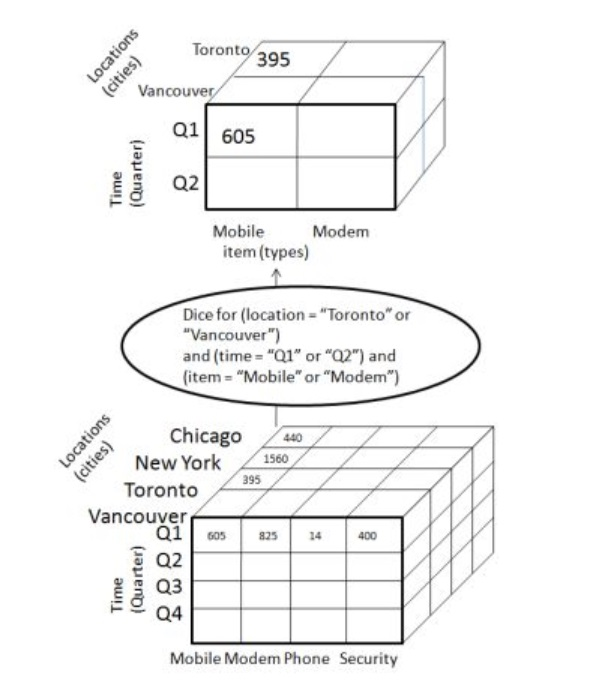 Locations
(cities)
Toronto
395
Vancouver
Time
(Quarter)
Q1
605
Q2
Mobile Modem
item (types)
Dice for (location = “Toronto” or
“Vancouver”)
and (time = “Q1” or “Q2”) and
(item = “Mobile” or “Modem”)
Locations
(cities)
Chicago 440
New York 1560
Toronto 395
Vancouver
Time
(Quarter)
Q1 605 825 14 400
Q2
Q3
Q4
Mobile Modem Phone Security